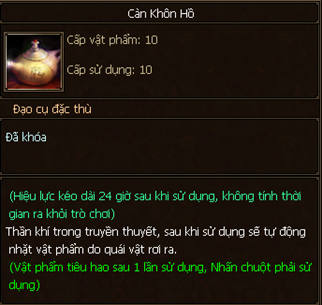 Càn Khôn Hồ
Cấp vật phẩm: 10
Cấp sử dụng: 10
Đạo cụ đặc thù
Đã khóa
(Hiệu lực kéo dài 24 giờ sau khi sử dụng, không tính thời
gian ra khỏi trò chơi)
Thần khí trong truyền thuyết, sau khi sử dụng sẽ tự động
nhặt vật phẩm do quái vật rơi ra.
(Vật phẩm tiêu hao sau 1 lần sử dụng, Nhấn chuột phải sử
dụng)